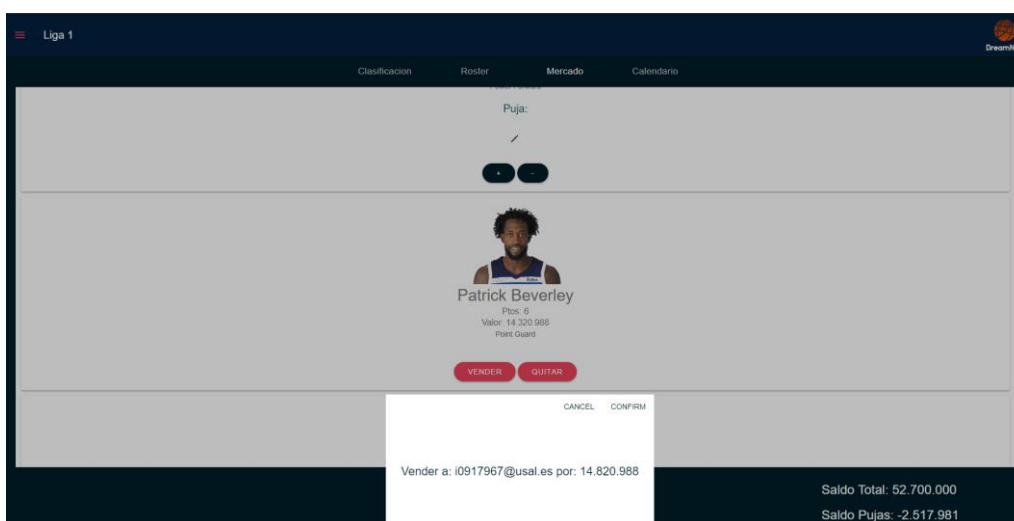 Liga 1
Clasificacion Roster Mercado Calendario
Puja:
+ -
Patrick Beverley
Ptos: 6
Valor: 14.320.988
Point Guard
VENDER QUITAR
CANCEL CONFIRM
Vender a: i0917967@usal.es por: 14.820.988
Saldo Total: 52.700.000
Saldo Pujas: -2.517.981